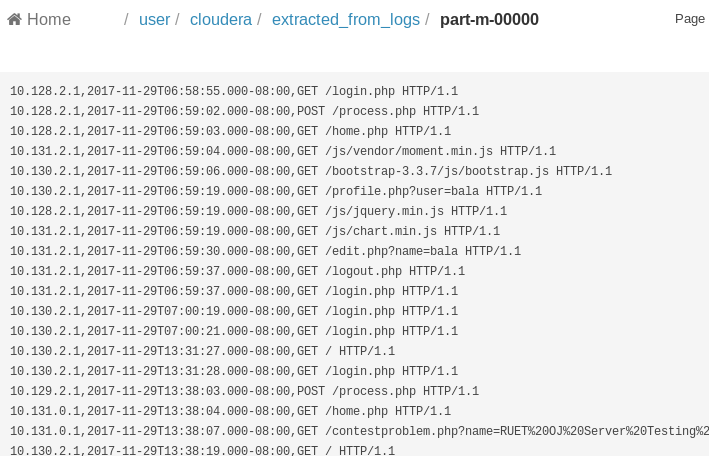 Home / user / cloudera / extracted_from_logs / part-m-00000 Page
10.128.2.1,2017-11-29T06:58:55.000-08:00,GET /login.php HTTP/1.1
10.128.2.1,2017-11-29T06:59:02.000-08:00,POST /process.php HTTP/1.1
10.128.2.1,2017-11-29T06:59:03.000-08:00,GET /home.php HTTP/1.1
10.131.2.1,2017-11-29T06:59:04.000-08:00,GET /js/vendor/moment.min.js HTTP/1.1
10.130.2.1,2017-11-29T06:59:06.000-08:00,GET /bootstrap-3.3.7/js/bootstrap.js HTTP/1.1
10.130.2.1,2017-11-29T06:59:19.000-08:00,GET /profile.php?user=bala HTTP/1.1
10.128.2.1,2017-11-29T06:59:19.000-08:00,GET /js/jquery.min.js HTTP/1.1
10.131.2.1,2017-11-29T06:59:19.000-08:00,GET /js/chart.min.js HTTP/1.1
10.131.2.1,2017-11-29T06:59:30.000-08:00,GET /edit.php?name=bala HTTP/1.1
10.131.2.1,2017-11-29T06:59:37.000-08:00,GET /logout.php HTTP/1.1
10.131.2.1,2017-11-29T06:59:37.000-08:00,GET /login.php HTTP/1.1
10.130.2.1,2017-11-29T07:00:19.000-08:00,GET /login.php HTTP/1.1
10.130.2.1,2017-11-29T07:00:21.000-08:00,GET /login.php HTTP/1.1
10.130.2.1,2017-11-29T13:31:27.000-08:00,GET / HTTP/1.1
10.130.2.1,2017-11-29T13:31:28.000-08:00,GET /login.php HTTP/1.1
10.129.2.1,2017-11-29T13:38:03.000-08:00,POST /process.php HTTP/1.1
10.131.0.1,2017-11-29T13:38:04.000-08:00,GET /home.php HTTP/1.1
10.131.0.1,2017-11-29T13:38:07.000-08:00,GET /contestproblem.php?name=RUET%20OJ%20Server%20Testing%2
10.130.2.1,2017-11-29T13:38:19.000-08:00,GET / HTTP/1.1